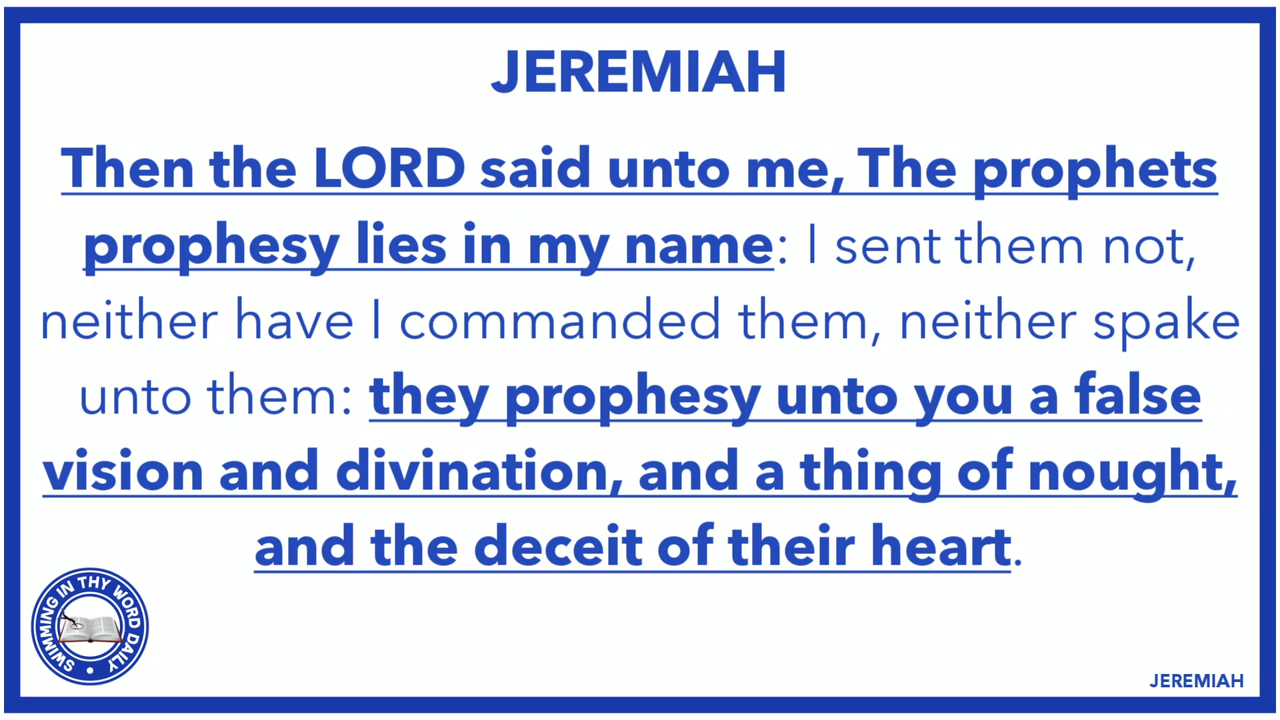 JEREMIAH
Then the LORD said unto me, The prophets
prophesy lies in my name: I sent them not,
neither have I commanded them, neither spake
unto them: they prophesy unto you a false
vision and divination, and a thing of nought,
and the deceit of their heart.
SWIMMING IN THY WORD DAILY
JEREMIAH